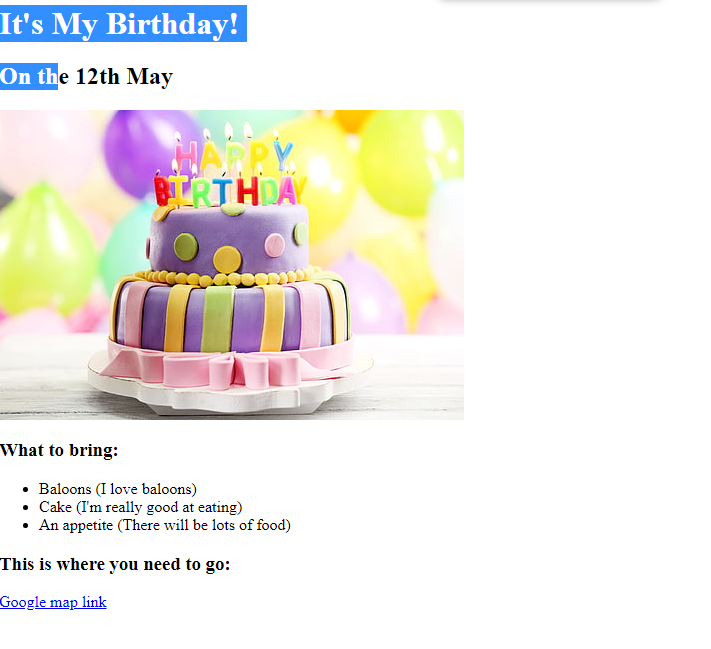 It's My Birthday!
On the 12th May
HAPPY
BIRTHDAY
What to bring:
Baloons (I love baloons)
Cake (I'm really good at eating)
An appetite (There will be lots of food)
This is where you need to go:
Google map link